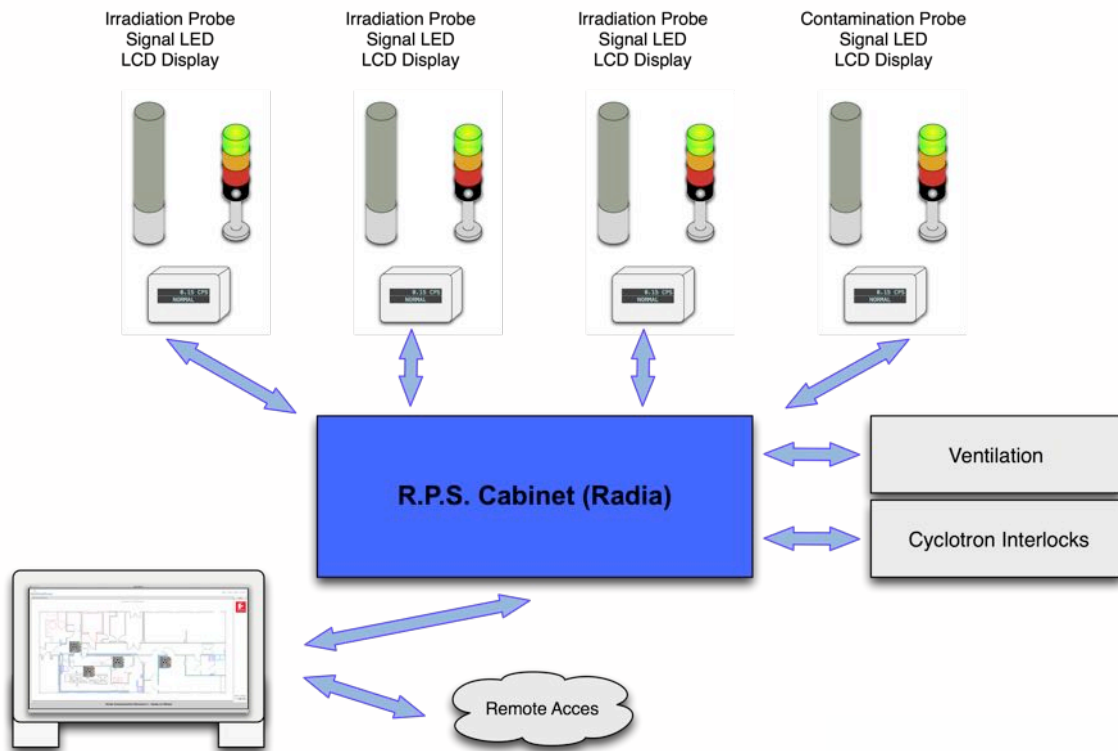 Irradiation Probe
Signal LED
LCD Display
Irradiation Probe
Signal LED
LCD Display
Irradiation Probe
Signal LED
LCD Display
Contamination Probe
Signal LED
LCD Display
0.15 CPS
NORMAL
0.15 CPS
NORMAL
0.15 CPS
NORMAL
0.15 CPS
NORMAL
R.P.S. Cabinet (Radia)
Ventilation
Cyclotron Interlocks
Remote Acces